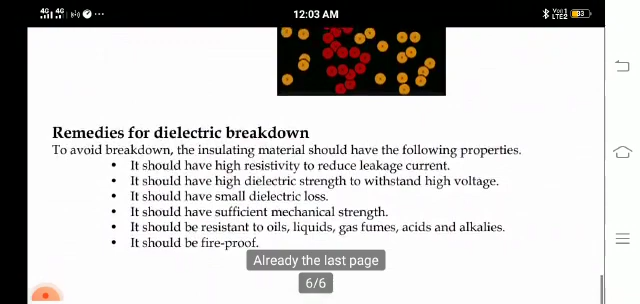 4G 4G 12:03 AM Vo) 1 LTE2 83
Remedies for dielectric breakdown
To avoid breakdown, the insulating material should have the following properties.
• It should have high resistivity to reduce leakage current.
• It should have high dielectric strength to withstand high voltage.
• It should have small dielectric loss.
• It should have sufficient mechanical strength.
• It should be resistant to oils, liquids, gas fumes, acids and alkalies.
• It should be fire-proof.
Already the last page
6/6